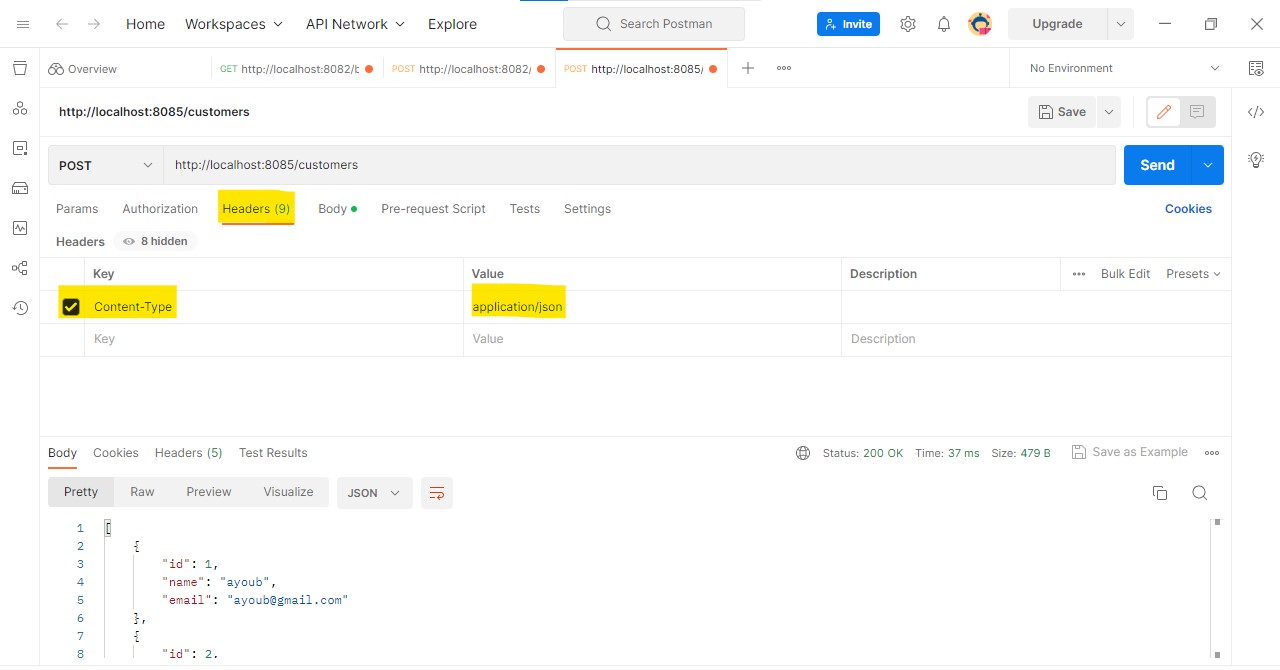 Home Workspaces API Network Explore Search Postman Invite Upgrade
Overview GET http://localhost:8082/b POST http://localhost:8082/ POST http://localhost:8085/ No Environment
http://localhost:8085/customers Save
POST http://localhost:8085/customers Send
Params Authorization Headers (9) Body Pre-request Script Tests Settings Cookies
Headers 8 hidden
Key Value Description Bulk Edit Presets
Content-Type application/json
Key Value Description
Body Cookies Headers (5) Test Results Status: 200 OK Time: 37 ms Size: 479 B Save as Example
Pretty Raw Preview Visualize JSON
1 [
2 {
3 "id": 1,
4 "name": "ayoub",
5 "email": "ayoub@gmail.com"
6 },
7 {
8 "id": 2,